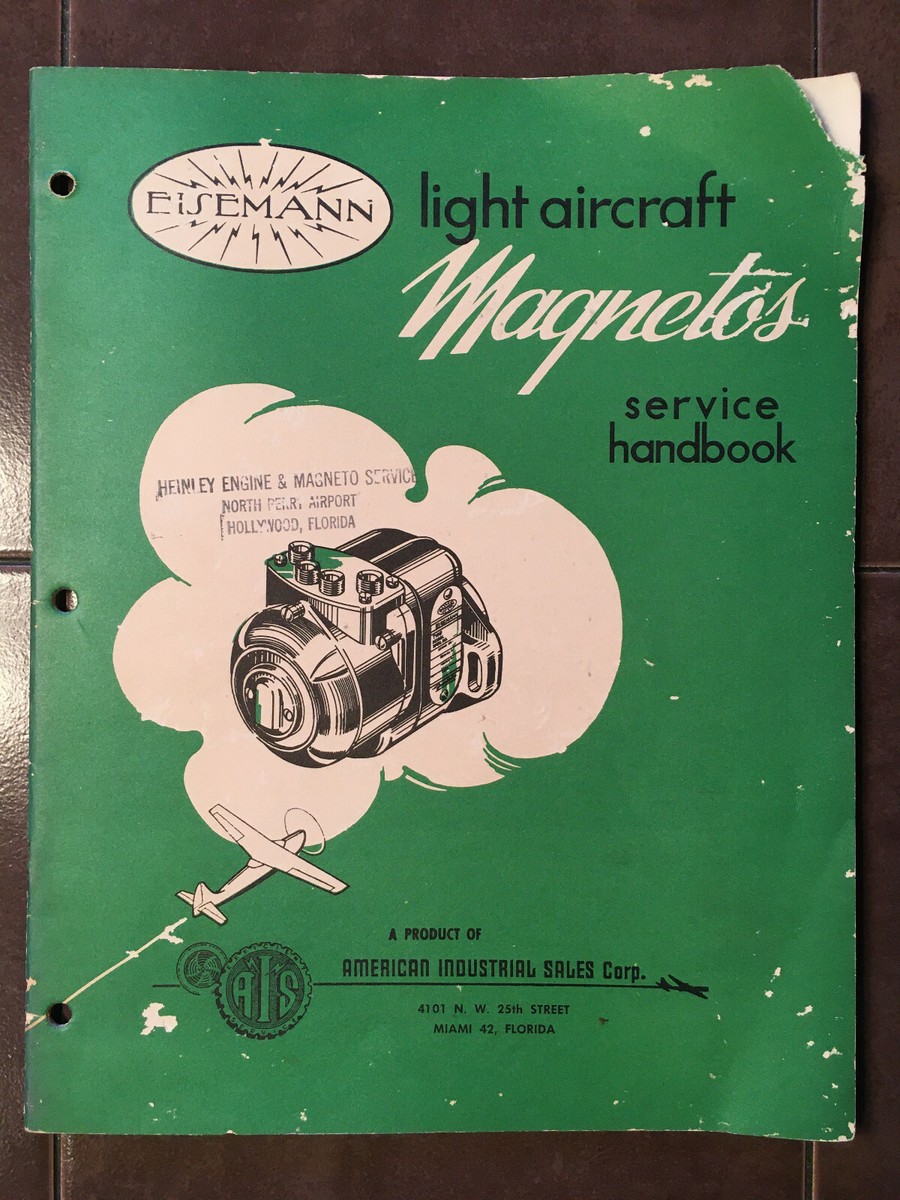 EISEMANN
light aircraft
Magnetos
service
handbook
HEINLEY ENGINE & MAGNETO SERVICE
NORTH PERRY AIRPORT
HOLLYWOOD, FLORIDA
A PRODUCT OF
AIS
AMERICAN INDUSTRIAL SALES Corp.
4101 N. W. 25th STREET
MIAMI 42, FLORIDA